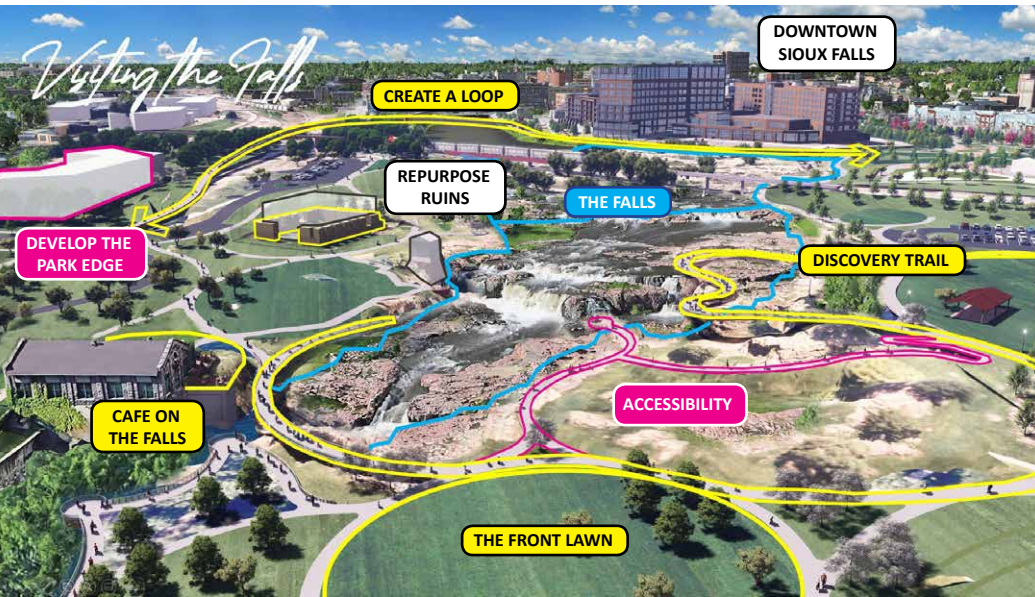 Visiting the Falls
DOWNTOWN
SIOUX FALLS
CREATE A LOOP
REPURPOSE
RUINS
THE FALLS
DEVELOP THE
PARK EDGE
DISCOVERY TRAIL
CAFE ON
THE FALLS
ACCESSIBILITY
THE FRONT LAWN